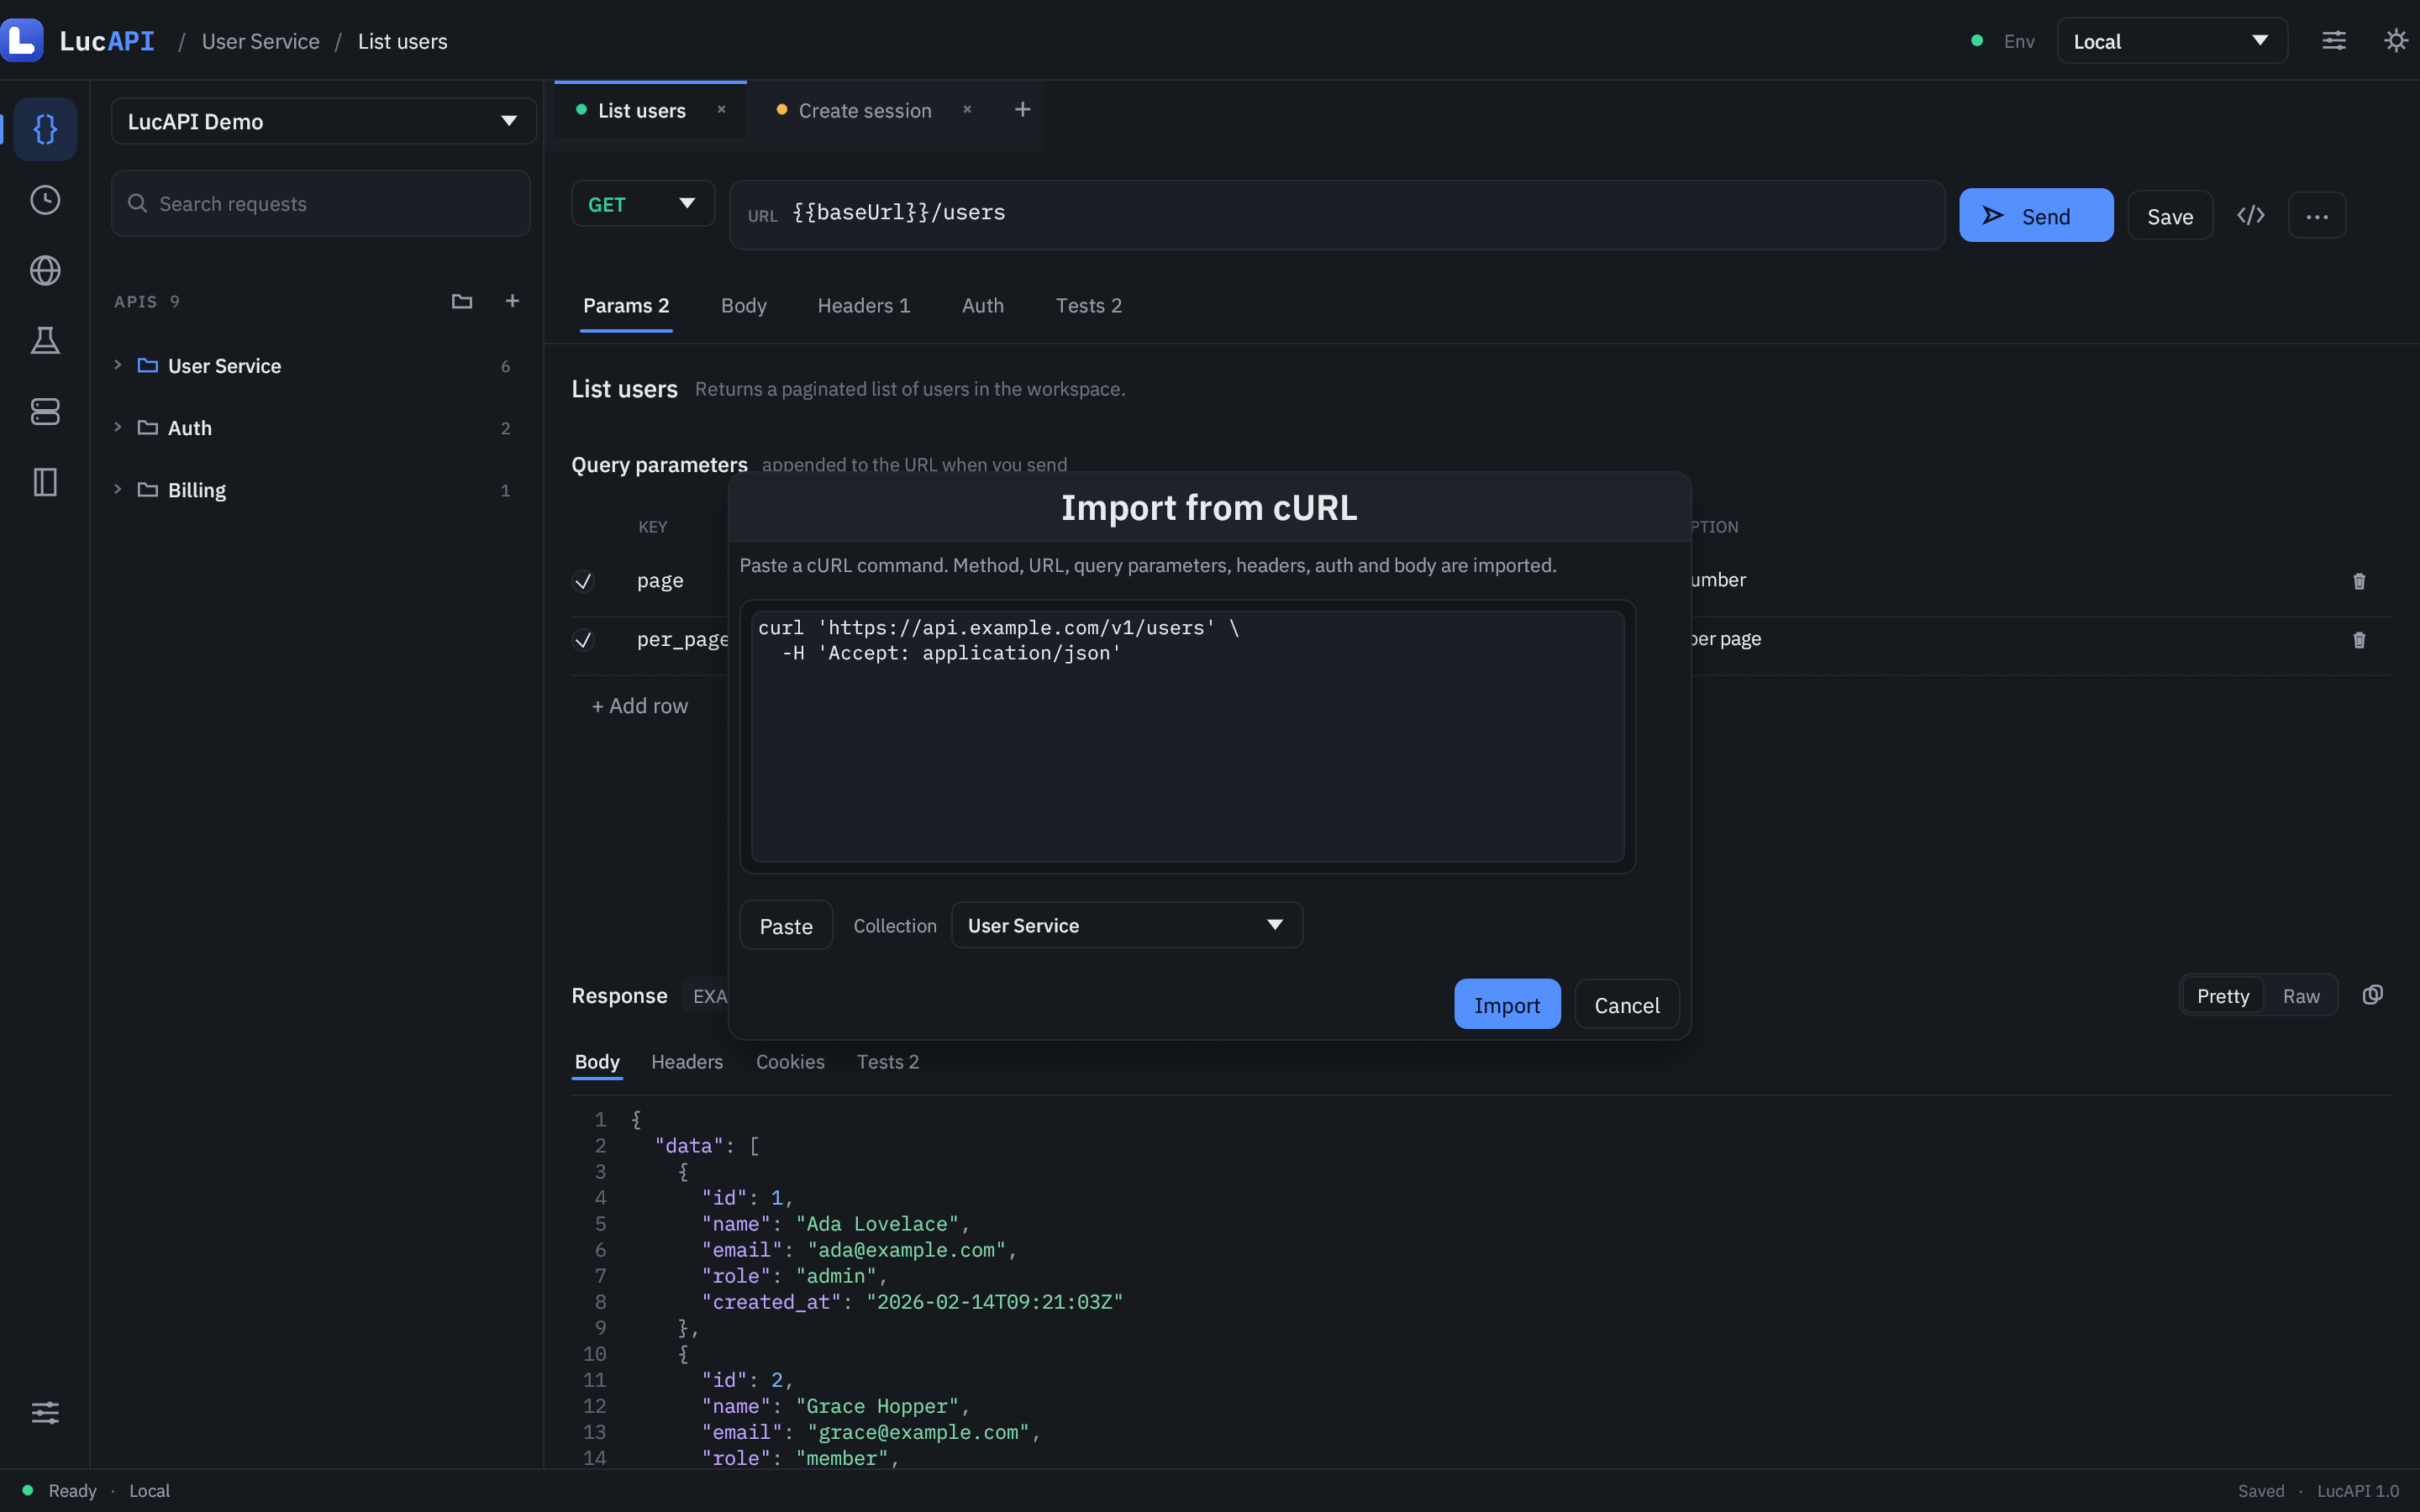 LucAPI / User Service / List users
Env Local
LucAPI Demo
Search requests
APIS 9
User Service 6
Auth 2
Billing 1
List users × Create session × +
GET URL {{baseUrl}}/users Send Save </> ...
Params 2 Body Headers 1 Auth Tests 2
List users Returns a paginated list of users in the workspace.
Query parameters appended to the URL when you send
KEY PTION
page umber
per_page per page
+ Add row
Import from cURL
Paste a cURL command. Method, URL, query parameters, headers, auth and body are imported.
curl 'https://api.example.com/v1/users' \
-H 'Accept: application/json'
Paste Collection User Service
Import Cancel
Response EXA Pretty Raw
Body Headers Cookies Tests 2
1 {
2 "data": [
3 {
4 "id": 1,
5 "name": "Ada Lovelace",
6 "email": "ada@example.com",
7 "role": "admin",
8 "created_at": "2026-02-14T09:21:03Z"
9 },
10 {
11 "id": 2,
12 "name": "Grace Hopper",
13 "email": "grace@example.com",
14 "role": "member",
Ready · Local Saved · LucAPI 1.0